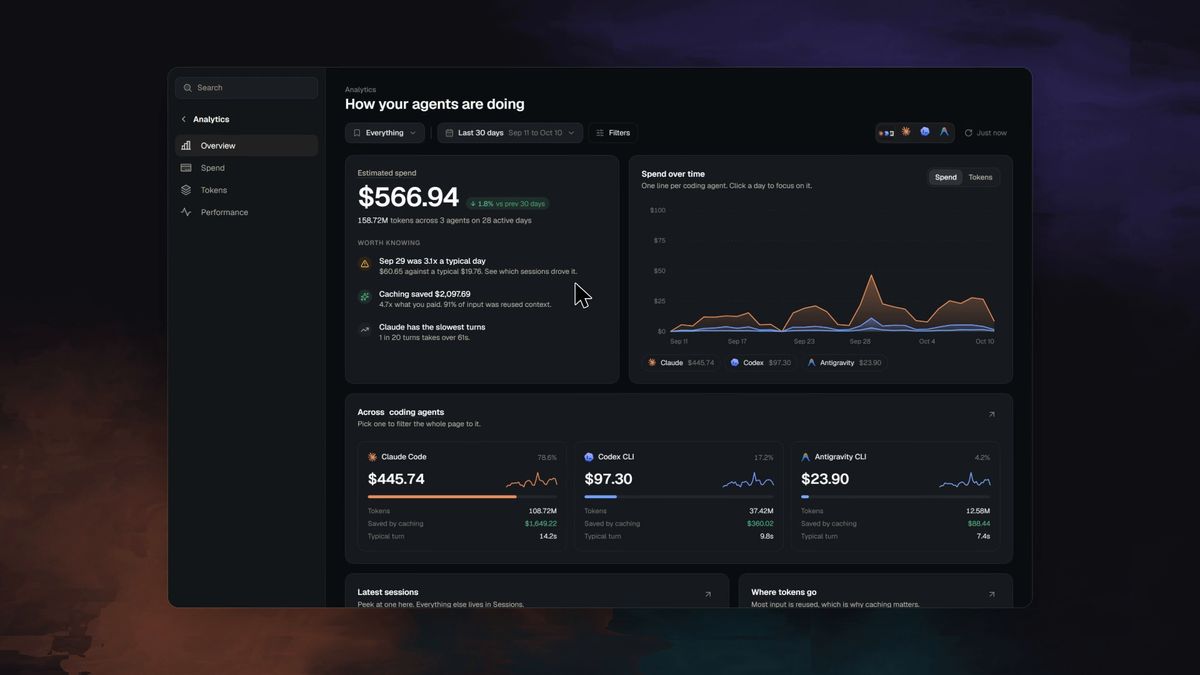 Search
Analytics
Overview
Spend
Tokens
Performance
Analytics
How your agents are doing
Everything
Last 30 days Sep 11 to Oct 10
Filters
Just now
Estimated spend
$566.94 ↓ 1.8% vs prev 30 days
158.72M tokens across 3 agents on 28 active days
WORTH KNOWING
Sep 29 was 3.1x a typical day
$60.65 against a typical $19.76. See which sessions drove it.
Caching saved $2,097.69
4.7x what you paid. 91% of input was reused context.
Claude has the slowest turns
1 in 20 turns takes over 61s.
Spend over time
One line per coding agent. Click a day to focus on it.
Spend Tokens
$100
$75
$50
$25
$0
Sep 11 Sep 17 Sep 23 Sep 28 Oct 4 Oct 10
Claude $445.74 Codex $97.30 Antigravity $23.90
Across coding agents
Pick one to filter the whole page to it.
Claude Code 78.6%
$445.74
Tokens 108.72M
Saved by caching $1,649.22
Typical turn 14.2s
Codex CLI 17.2%
$97.30
Tokens 37.42M
Saved by caching $360.02
Typical turn 9.8s
Antigravity CLI 4.2%
$23.90
Tokens 12.58M
Saved by caching $88.44
Typical turn 7.4s
Latest sessions
Peek at one here. Everything else lives in Sessions.
Where tokens go
Most input is reused, which is why caching matters.